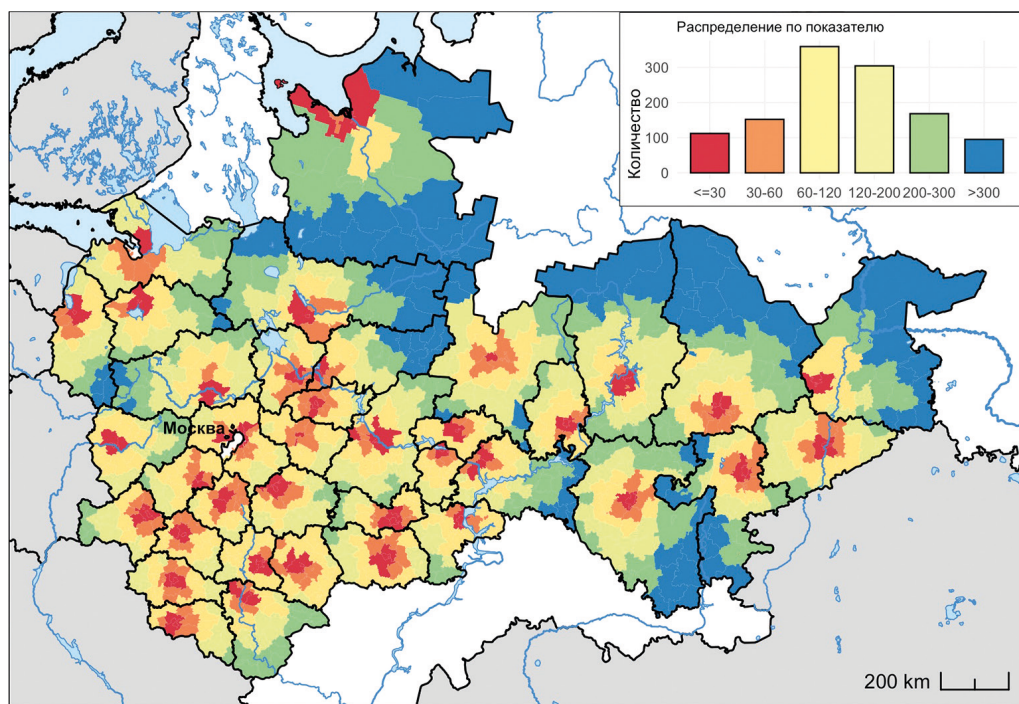 Распределение по показателю
Количество
300
200
100
0
<=30 30-60 60-120 120-200 200-300 >300
Москва
200 km